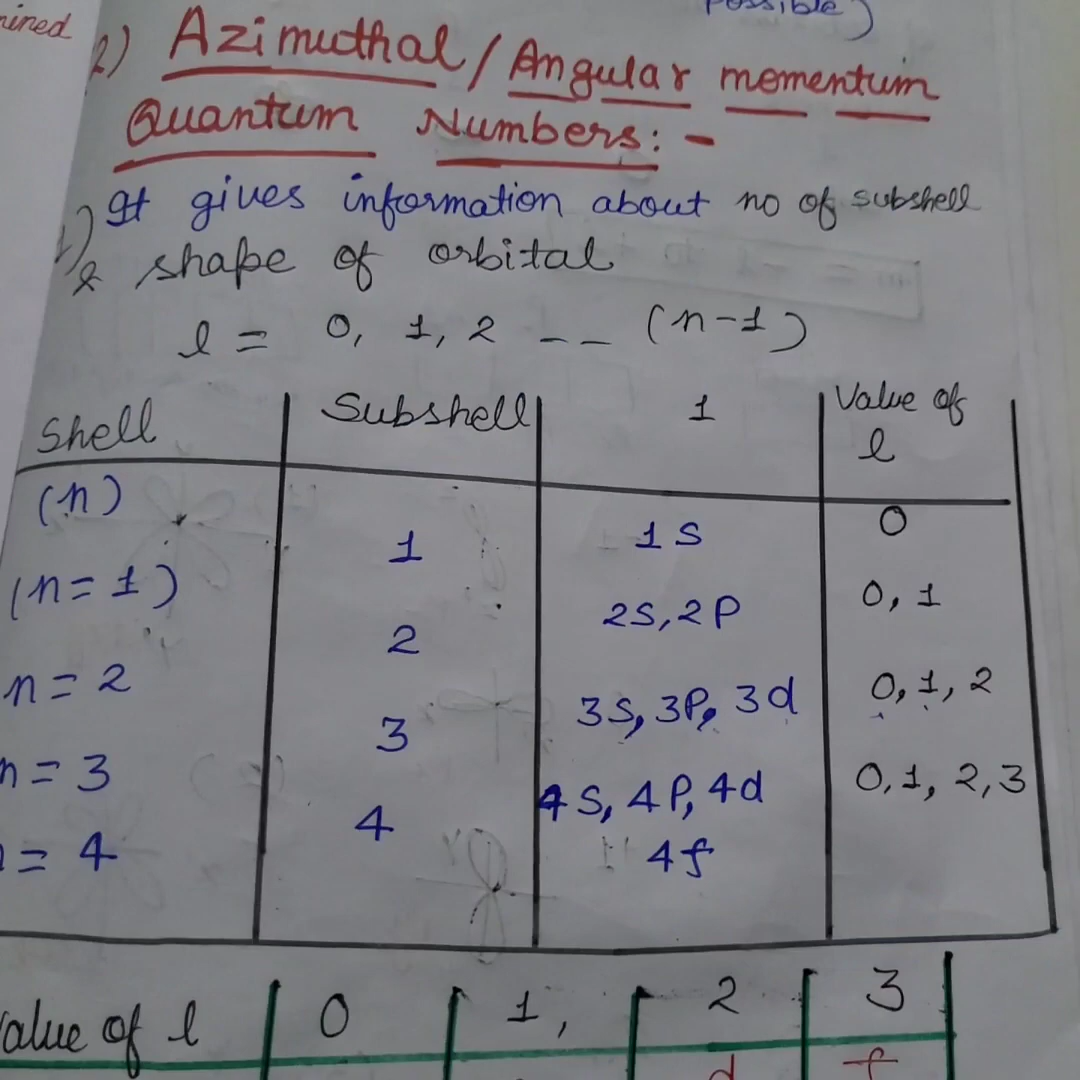 possible)
2) Azimuthal / Angular momentum
Quantum Numbers: -
1) It gives information about no of subshell
& shape of orbital
l = 0, 1, 2 -- (n-1)
Shell Subshell 1 Value of l
(n)
(n = 1) 1 1s 0
n = 2 2 2s, 2p 0, 1
n = 3 3 3s, 3p, 3d 0, 1, 2
= 4 4 4s, 4p, 4d 0, 1, 2, 3
4f
value of l 0 1, 2 3
d f